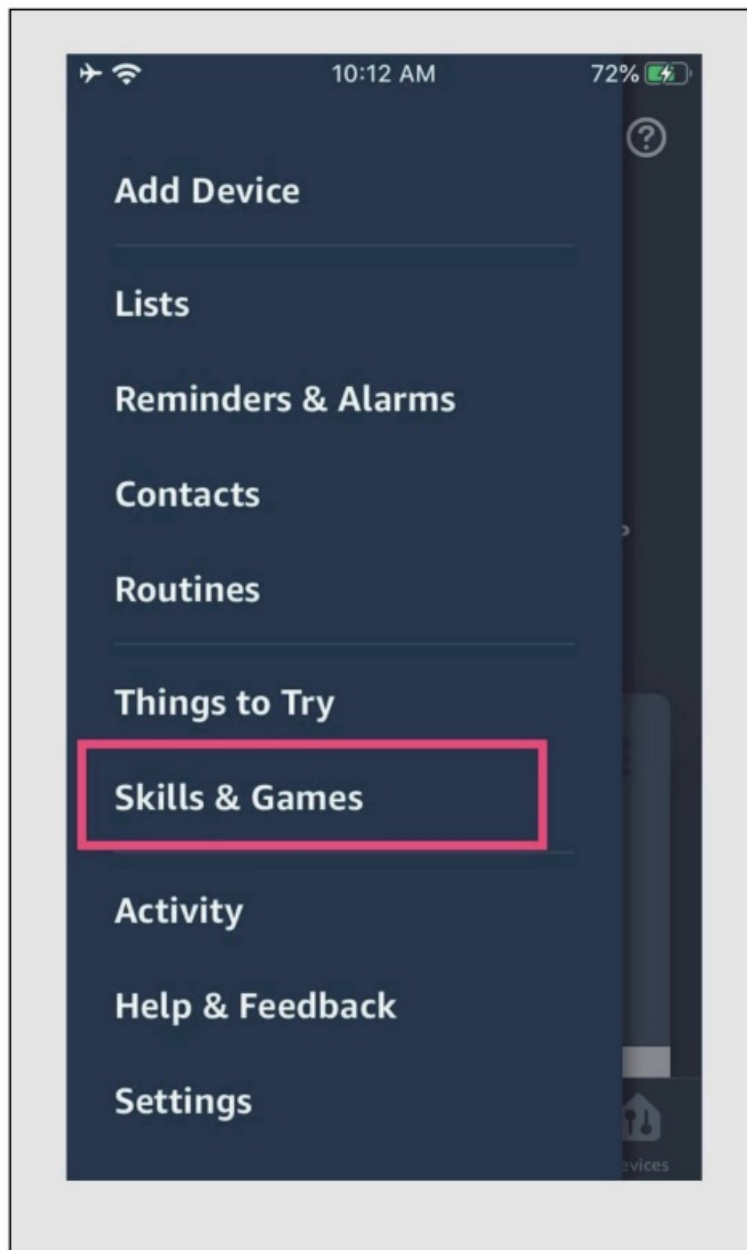 10:12 AM 72%
Add Device
Lists
Reminders & Alarms
Contacts
Routines
Things to Try
Skills & Games
Activity
Help & Feedback
Settings
evices